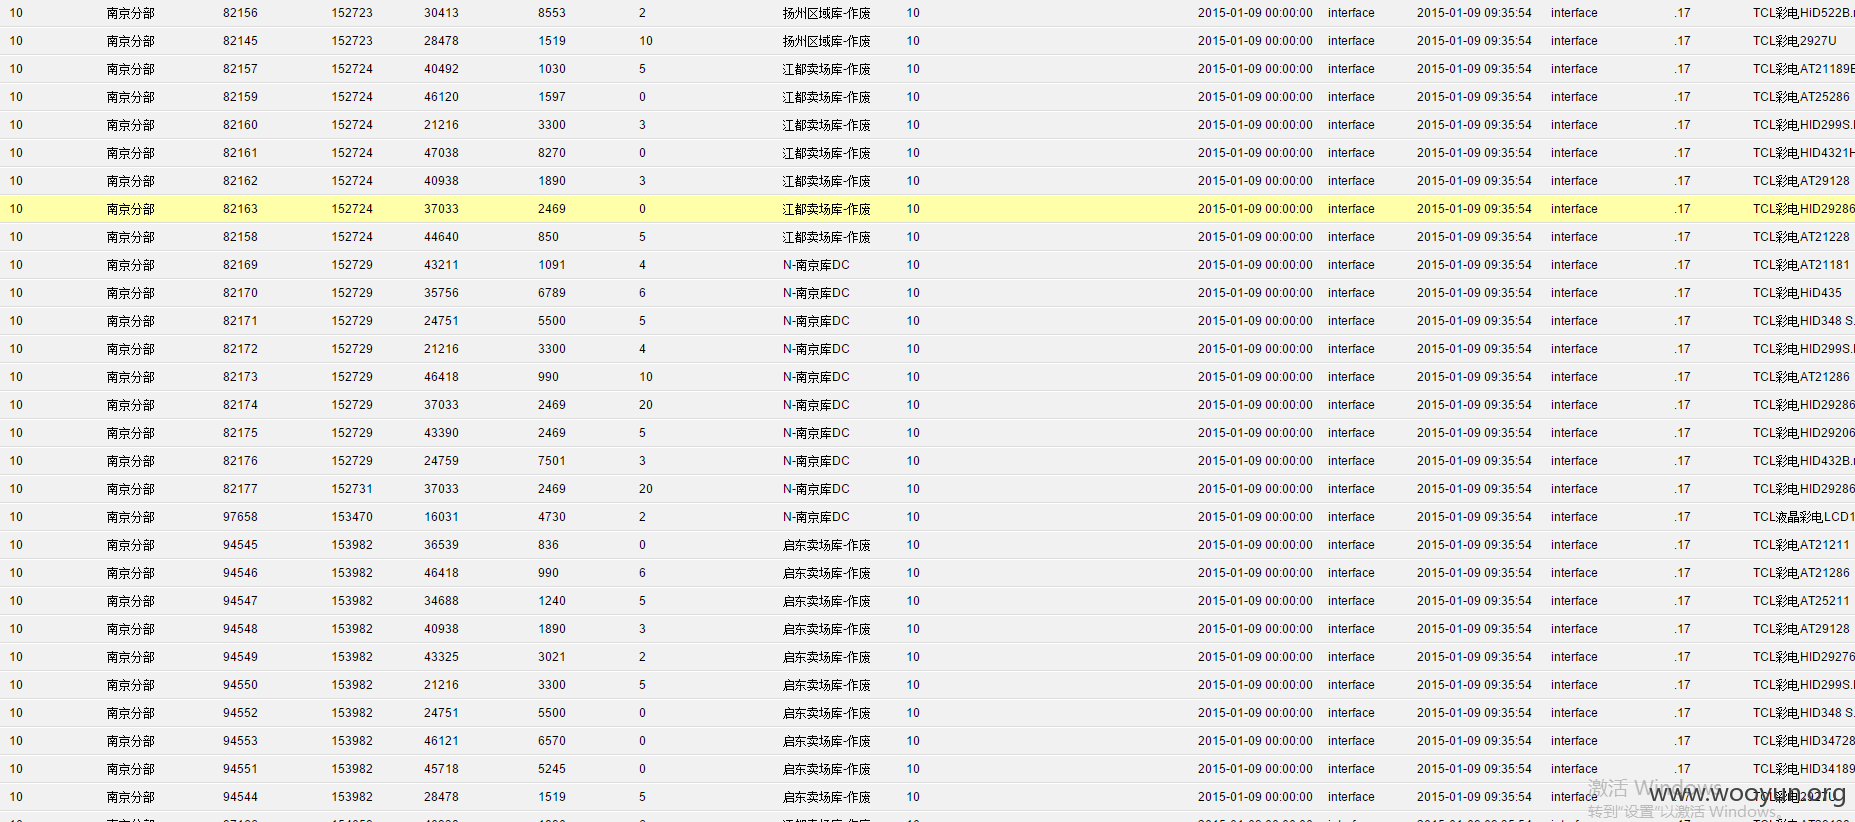 10 南京分部 82156 152723 30413 8553 2 扬州区域库-作废 10 2015-01-09 00:00:00 interface 2015-01-09 09:35:54 interface .17 TCL彩电HiD522B.
10 南京分部 82145 152723 28478 1519 10 扬州区域库-作废 10 2015-01-09 00:00:00 interface 2015-01-09 09:35:54 interface .17 TCL彩电2927U
10 南京分部 82157 152724 40492 1030 5 江都卖场库-作废 10 2015-01-09 00:00:00 interface 2015-01-09 09:35:54 interface .17 TCL彩电AT21189E
10 南京分部 82159 152724 46120 1597 0 江都卖场库-作废 10 2015-01-09 00:00:00 interface 2015-01-09 09:35:54 interface .17 TCL彩电AT25286
10 南京分部 82160 152724 21216 3300 3 江都卖场库-作废 10 2015-01-09 00:00:00 interface 2015-01-09 09:35:54 interface .17 TCL彩电HID299S.
10 南京分部 82161 152724 47038 8270 0 江都卖场库-作废 10 2015-01-09 00:00:00 interface 2015-01-09 09:35:54 interface .17 TCL彩电HID4321H
10 南京分部 82162 152724 40938 1890 3 江都卖场库-作废 10 2015-01-09 00:00:00 interface 2015-01-09 09:35:54 interface .17 TCL彩电AT29128
10 南京分部 82163 152724 37033 2469 0 江都卖场库-作废 10 2015-01-09 00:00:00 interface 2015-01-09 09:35:54 interface .17 TCL彩电HID29286
10 南京分部 82158 152724 44640 850 5 江都卖场库-作废 10 2015-01-09 00:00:00 interface 2015-01-09 09:35:54 interface .17 TCL彩电AT21228
10 南京分部 82169 152729 43211 1091 4 N-南京库DC 10 2015-01-09 00:00:00 interface 2015-01-09 09:35:54 interface .17 TCL彩电AT21181
10 南京分部 82170 152729 35756 6789 6 N-南京库DC 10 2015-01-09 00:00:00 interface 2015-01-09 09:35:54 interface .17 TCL彩电HiD435
10 南京分部 82171 152729 24751 5500 5 N-南京库DC 10 2015-01-09 00:00:00 interface 2015-01-09 09:35:54 interface .17 TCL彩电HID348 S.
10 南京分部 82172 152729 21216 3300 4 N-南京库DC 10 2015-01-09 00:00:00 interface 2015-01-09 09:35:54 interface .17 TCL彩电HID299S.
10 南京分部 82173 152729 46418 990 10 N-南京库DC 10 2015-01-09 00:00:00 interface 2015-01-09 09:35:54 interface .17 TCL彩电AT21286
10 南京分部 82174 152729 37033 2469 20 N-南京库DC 10 2015-01-09 00:00:00 interface 2015-01-09 09:35:54 interface .17 TCL彩电HID29286
10 南京分部 82175 152729 43390 2469 5 N-南京库DC 10 2015-01-09 00:00:00 interface 2015-01-09 09:35:54 interface .17 TCL彩电HID29206
10 南京分部 82176 152729 24759 7501 3 N-南京库DC 10 2015-01-09 00:00:00 interface 2015-01-09 09:35:54 interface .17 TCL彩电HID432B.
10 南京分部 82177 152731 37033 2469 20 N-南京库DC 10 2015-01-09 00:00:00 interface 2015-01-09 09:35:54 interface .17 TCL彩电HID29286
10 南京分部 97658 153470 16031 4730 2 N-南京库DC 10 2015-01-09 00:00:00 interface 2015-01-09 09:35:54 interface .17 TCL液晶彩电LCD1
10 南京分部 94545 153982 36539 836 0 启东卖场库-作废 10 2015-01-09 00:00:00 interface 2015-01-09 09:35:54 interface .17 TCL彩电AT21211
10 南京分部 94546 153982 46418 990 6 启东卖场库-作废 10 2015-01-09 00:00:00 interface 2015-01-09 09:35:54 interface .17 TCL彩电AT21286
10 南京分部 94547 153982 34688 1240 5 启东卖场库-作废 10 2015-01-09 00:00:00 interface 2015-01-09 09:35:54 interface .17 TCL彩电AT25211
10 南京分部 94548 153982 40938 1890 3 启东卖场库-作废 10 2015-01-09 00:00:00 interface 2015-01-09 09:35:54 interface .17 TCL彩电AT29128
10 南京分部 94549 153982 43325 3021 2 启东卖场库-作废 10 2015-01-09 00:00:00 interface 2015-01-09 09:35:54 interface .17 TCL彩电HID29276
10 南京分部 94550 153982 21216 3300 5 启东卖场库-作废 10 2015-01-09 00:00:00 interface 2015-01-09 09:35:54 interface .17 TCL彩电HID299S.
10 南京分部 94552 153982 24751 5500 0 启东卖场库-作废 10 2015-01-09 00:00:00 interface 2015-01-09 09:35:54 interface .17 TCL彩电HID348 S.
10 南京分部 94553 153982 46121 6570 0 启东卖场库-作废 10 2015-01-09 00:00:00 interface 2015-01-09 09:35:54 interface .17 TCL彩电HID34728
10 南京分部 94551 153982 45718 5245 0 启东卖场库-作废 10 2015-01-09 00:00:00 interface 2015-01-09 09:35:54 interface .17 TCL彩电HID34189
10 南京分部 94544 153982 28478 1519 5 启东卖场库-作废 10 2015-01-09 00:00:00 interface 2015-01-09 09:35:54 interface .17 TCL彩电2927U
激活 Windows
www.wooyun.org
转到“设置”以激活 Windows。